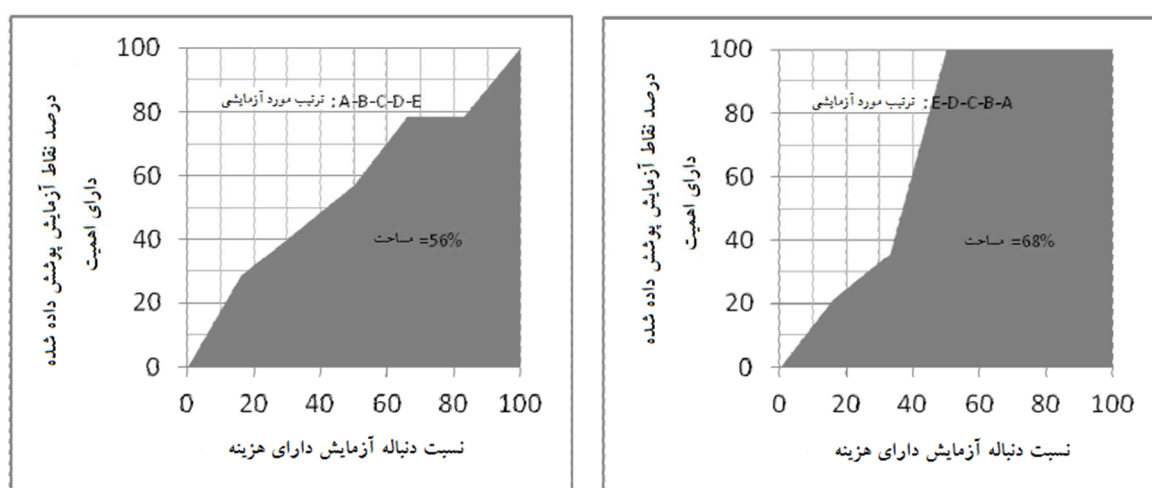 100
80
60
40
20
0
0 20 40 60 80 100
ترتیب مورد آزمایشی : A-B-C-D-E
مساحت =56%
درصد نقاط آزمایش پوشش داده شده
دارای اهمیت
نسبت دنباله آزمایش دارای هزینه
100
80
60
40
20
0
0 20 40 60 80 100
ترتیب مورد آزمایشی : E-D-C-B-A
مساحت =68%
درصد نقاط آزمایش پوشش داده شده
دارای اهمیت
نسبت دنباله آزمایش دارای هزینه